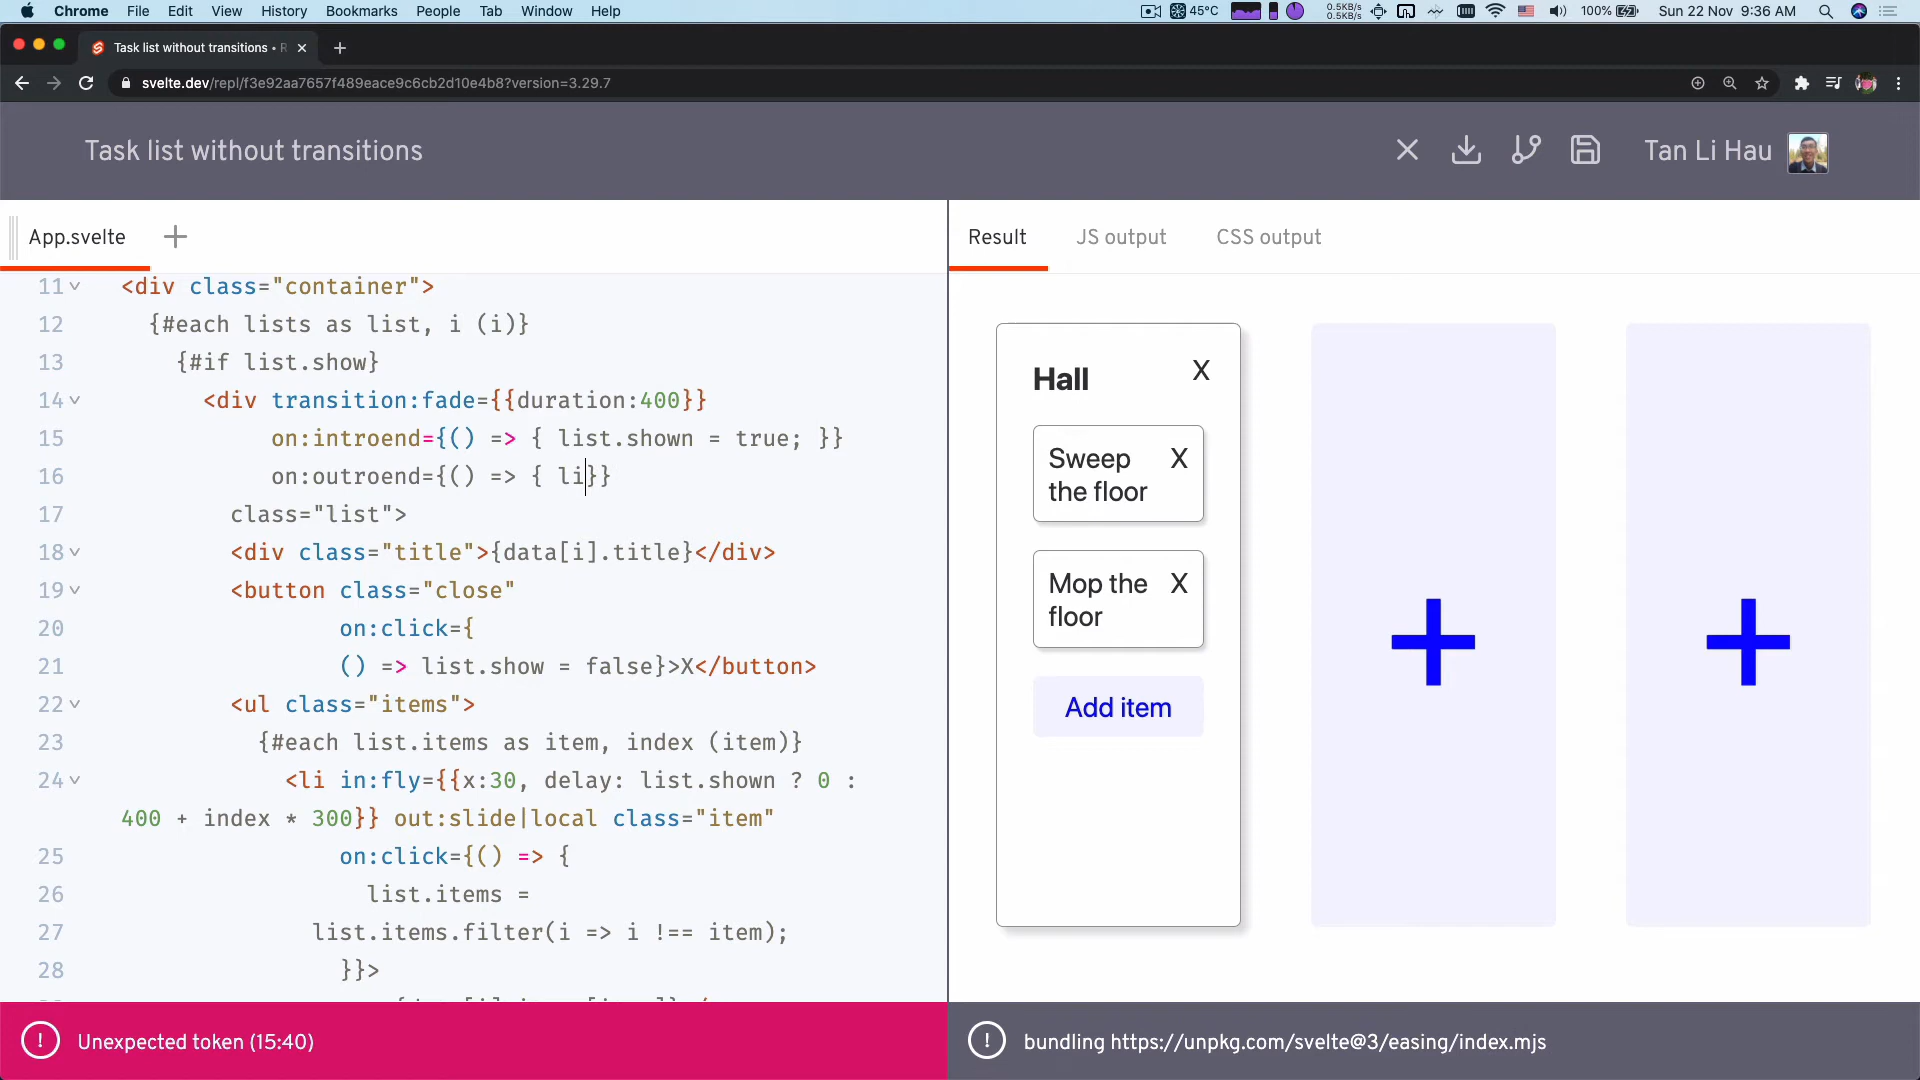 Chrome File Edit View History Bookmarks People Tab Window Help
45°C 0.5KB/s 0.5KB/s 100% Sun 22 Nov 9:36 AM
Task list without transitions • R
svelte.dev/repl/f3e92aa7657f489eace9c6cb2d10e4b8?version=3.29.7
Task list without transitions
Tan Li Hau
App.svelte
Result JS output CSS output
11 <div class="container">
12 {#each lists as list, i (i)}
13 {#if list.show}
14 <div transition:fade={{duration:400}}
15 on:introend={() => { list.shown = true; }}
16 on:outroend={() => { li}}
17 class="list">
18 <div class="title">{data[i].title}</div>
19 <button class="close"
20 on:click={
21 () => list.show = false}>X</button>
22 <ul class="items">
23 {#each list.items as item, index (item)}
24 <li in:fly={{x:30, delay: list.shown ? 0 :
400 + index * 300}} out:slide|local class="item"
25 on:click={() => {
26 list.items =
27 list.items.filter(i => i !== item);
28 }}>
Hall X
Sweep X
the floor
Mop the X
floor
Add item
+
+
! Unexpected token (15:40)
! bundling https://unpkg.com/svelte@3/easing/index.mjs